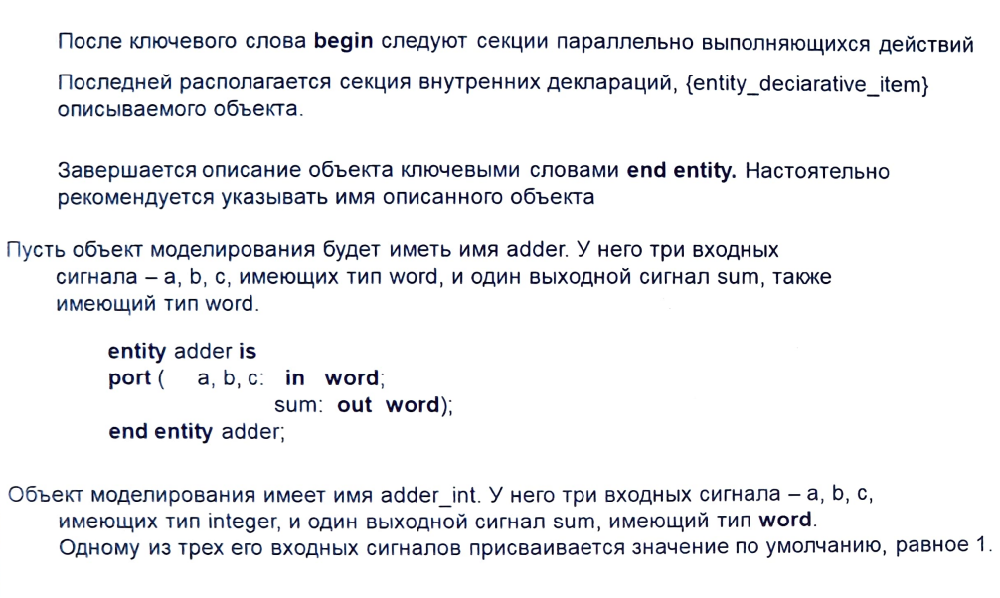 После ключевого слова begin следуют секции параллельно выполняющихся действий
Последней располагается секция внутренних деклараций, {entity_deciarative_item}
описываемого объекта.
Завершается описание объекта ключевыми словами end entity. Настоятельно
рекомендуется указывать имя описанного объекта
Пусть объект моделирования будет иметь имя adder. У него три входных
сигнала – a, b, c, имеющих тип word, и один выходной сигнал sum, также
имеющий тип word.
entity adder is
port ( a, b, c: in word;
sum: out word);
end entity adder;
Объект моделирования имеет имя adder_int. У него три входных сигнала – a, b, c,
имеющих тип integer, и один выходной сигнал sum, имеющий тип word.
Одному из трех его входных сигналов присваивается значение по умолчанию, равное 1.